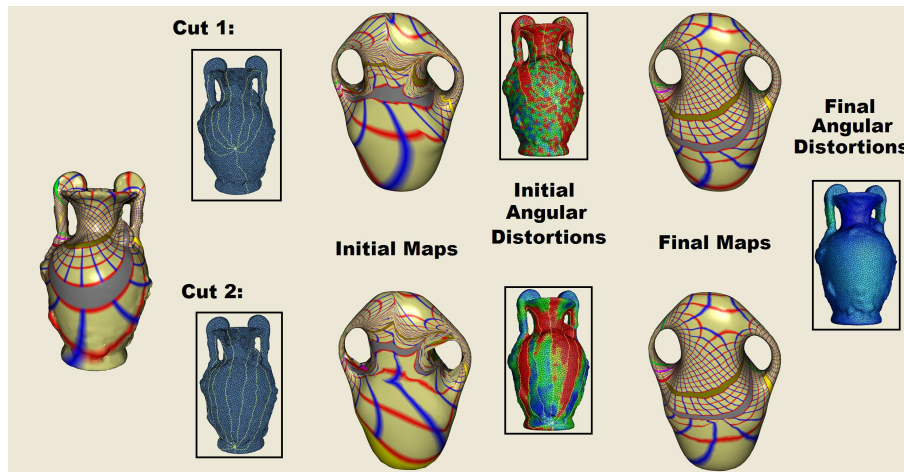 Cut 1:
Final
Angular
Distortions
Initial
Angular
Distortions
Initial Maps
Final Maps
Cut 2: